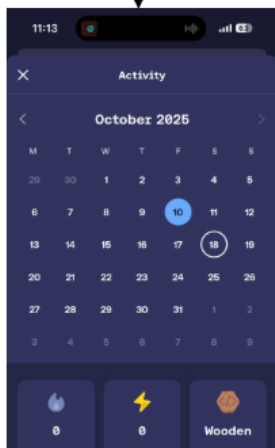 11:13 63
Activity
October 2025
M T W T F S S
29 30 1 2 3 4 5
6 7 8 9 10 11 12
13 14 15 16 17 18 19
20 21 22 23 24 25 26
27 28 29 30 31 1 2
3 4 5 6 7 8 9
0 0 Wooden